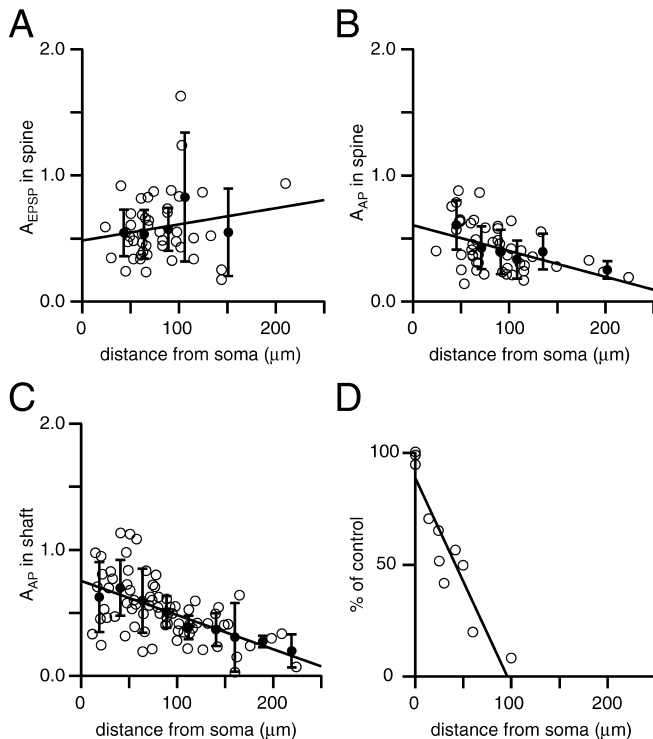 A
2.0
1.0
0.0
A_EPSP in spine
0
100
200
distance from soma (μm)
B
2.0
1.0
0.0
A_AP in spine
0
100
200
distance from soma (μm)
C
2.0
1.0
0.0
A_AP in shaft
0
100
200
distance from soma (μm)
D
100
50
0
% of control
0
100
200
distance from soma (μm)